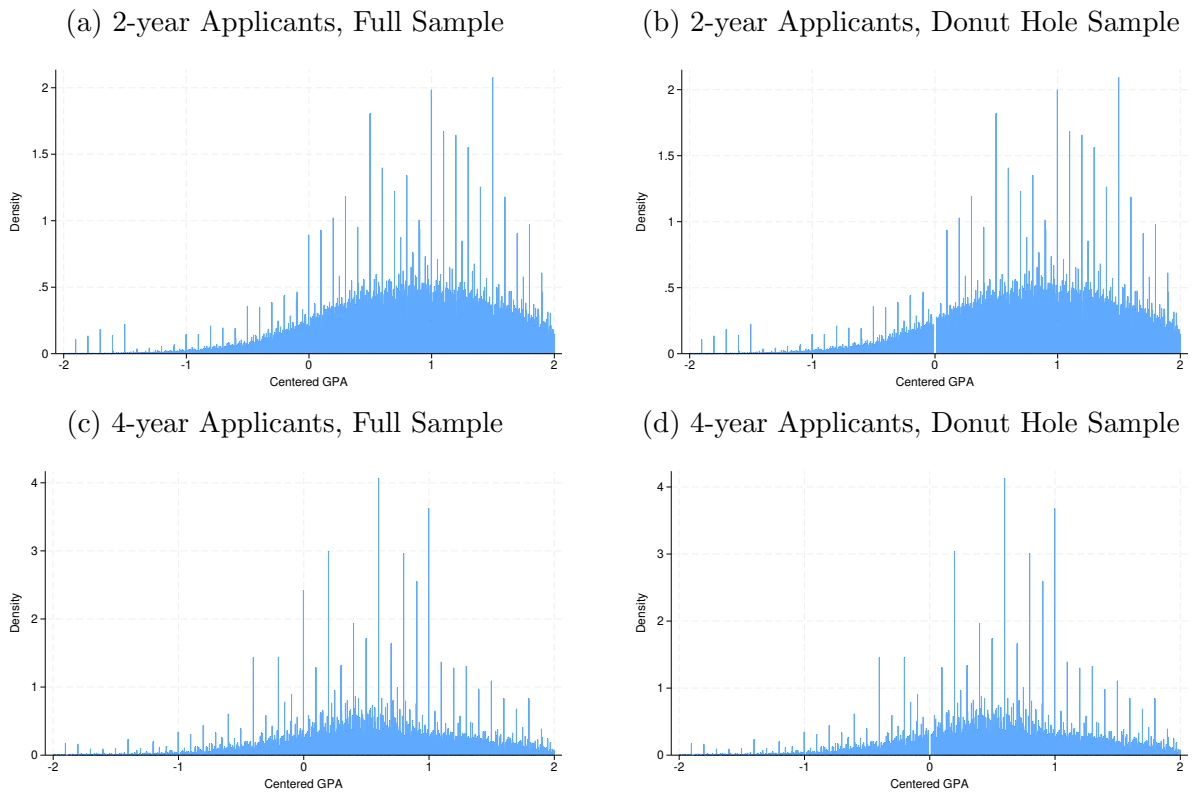 (a) 2-year Applicants, Full Sample
(b) 2-year Applicants, Donut Hole Sample
2
1.5
1
.5
0
Density
-2 -1 0 1 2
Centered GPA
2
1.5
1
.5
0
Density
-2 -1 0 1 2
Centered GPA
(c) 4-year Applicants, Full Sample
(d) 4-year Applicants, Donut Hole Sample
4
3
2
1
0
Density
-2 -1 0 1 2
Centered GPA
4
3
2
1
0
Density
-2 -1 0 1 2
Centered GPA